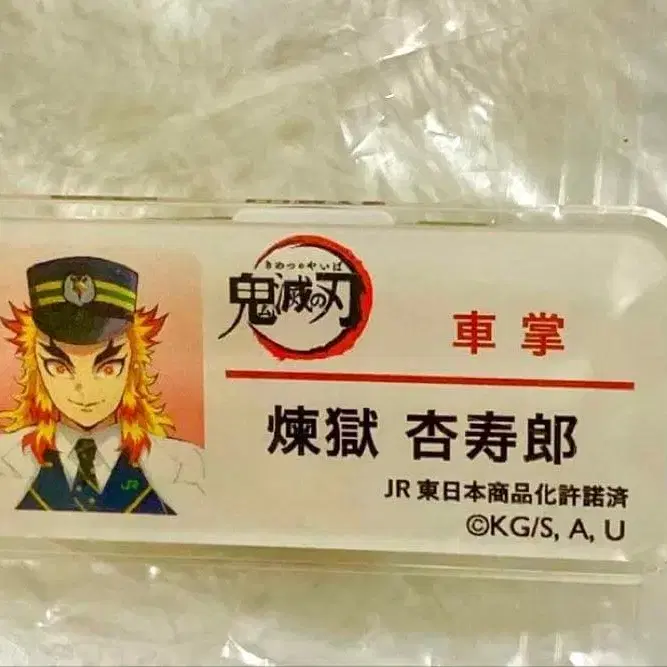 きめつのやいば
鬼滅の刃
車掌
煉獄 杏寿郎
JR東日本商品化許諾済
©KG/S, A, U
JR